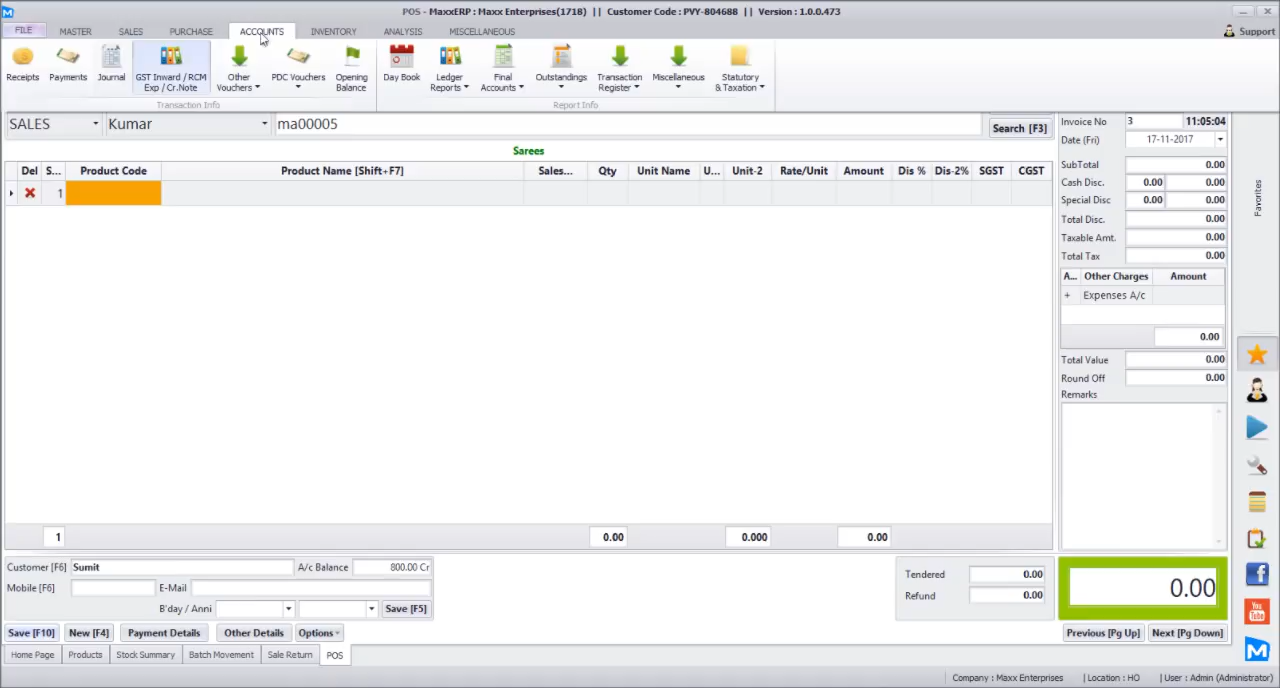 POS - MaxxERP : Maxx Enterprises(1718) || Customer Code : PVY-804688 || Version : 1.0.0.473
FILE MASTER SALES PURCHASE ACCOUNTS INVENTORY ANALYSIS MISCELLANEOUS Support
Receipts Payments Journal GST Inward / RCM Exp / Cr.Note Other Vouchers PDC Vouchers Opening Balance Day Book Ledger Reports Final Accounts Outstandings Transaction Register Miscellaneous Statutory & Taxation
Transaction Info Report Info
SALES Kumar ma00005 Search [F3]
Invoice No 3 11:05:04
Date (Fri) 17-11-2017
Sarees
Del S... Product Code Product Name [Shift+F7] Sales... Qty Unit Name U... Unit-2 Rate/Unit Amount Dis % Dis-2% SGST CGST
1
SubTotal 0.00
Cash Disc. 0.00 0.00
Special Disc 0.00 0.00
Total Disc. 0.00
Taxable Amt. 0.00
Total Tax 0.00
A... Other Charges Amount
+ Expenses A/c
0.00
Total Value 0.00
Round Off 0.00
Remarks
Favorites
1 0.00 0.000 0.00
Customer [F6] Sumit A/c Balance 800.00 Cr
Mobile [F6] E-Mail
B'day / Anni Save [F5]
Tendered 0.00
Refund 0.00
0.00
Save [F10] New [F4] Payment Details Other Details Options Previous [Pg Up] Next [Pg Down]
Home Page Products Stock Summary Batch Movement Sale Return POS
Company : Maxx Enterprises | Location : HO | User : Admin (Administrator)
You Tube